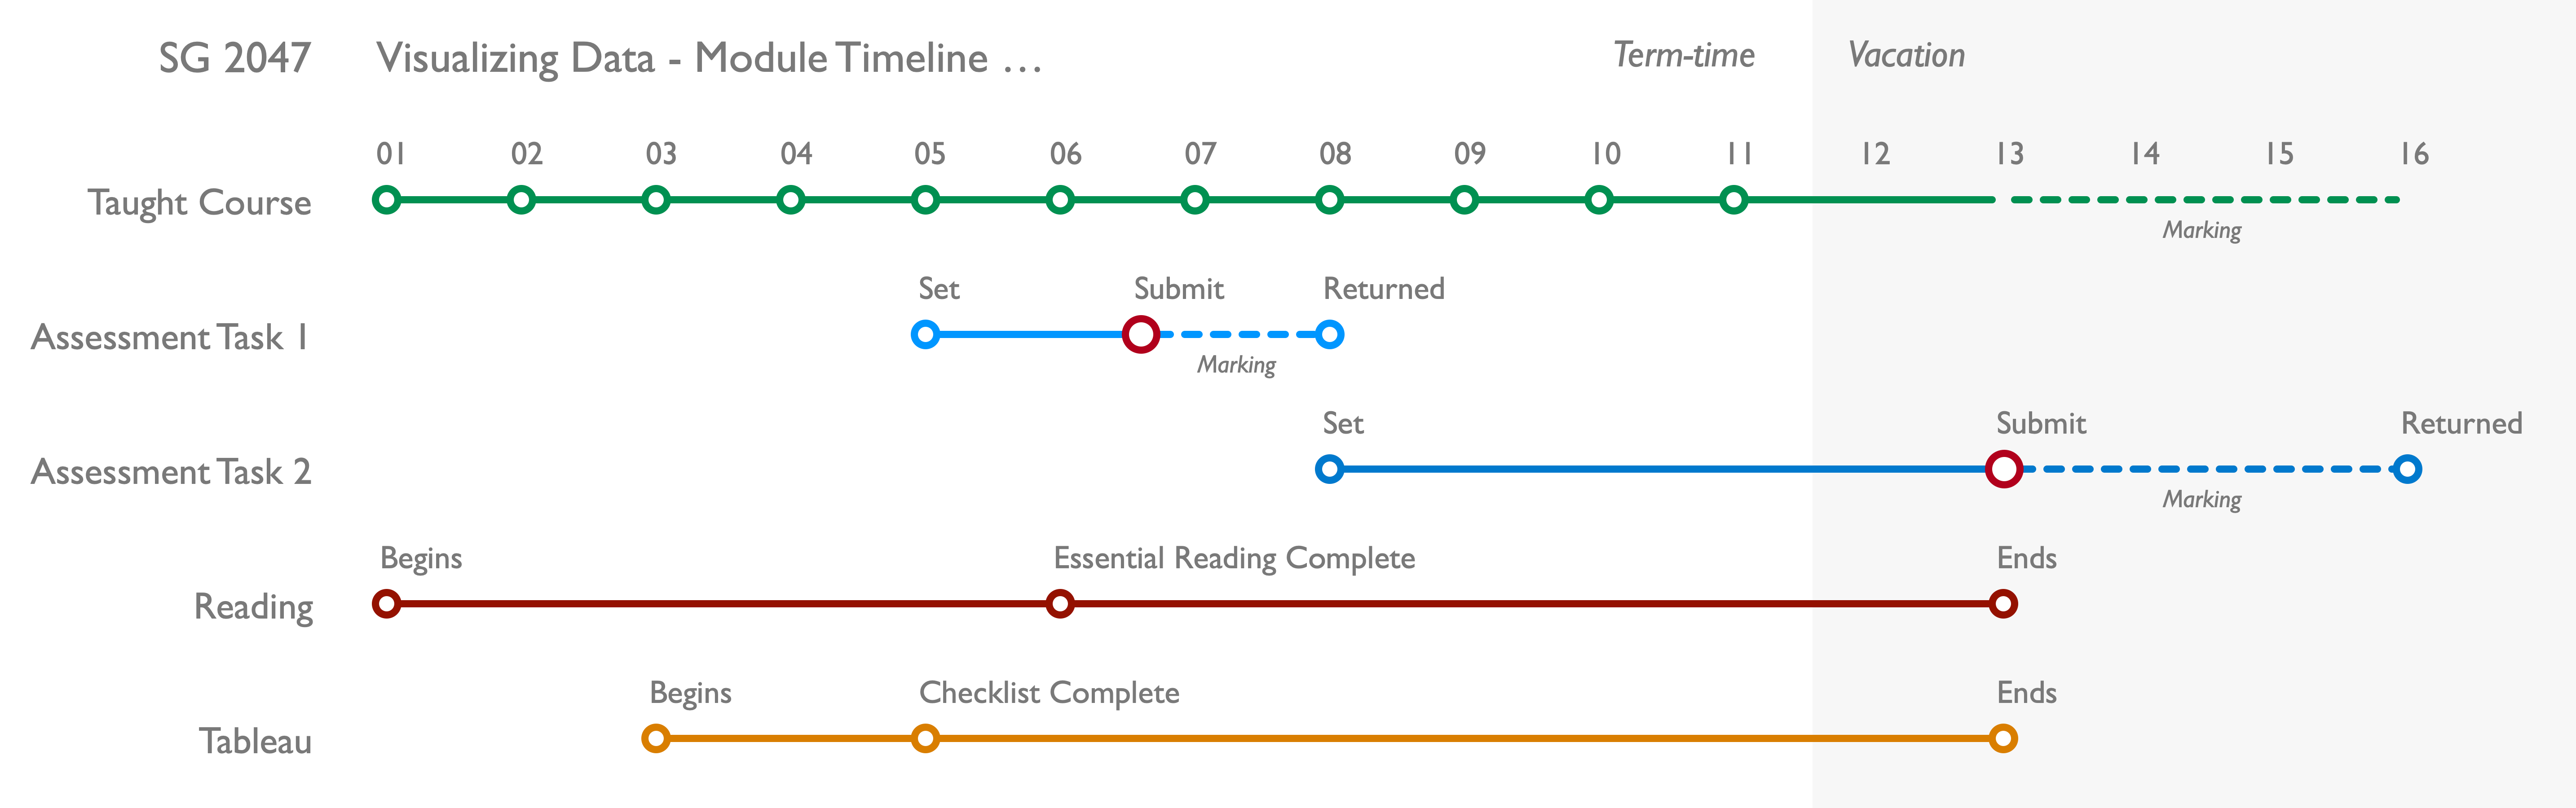 SG 2047 Visualizing Data - Module Timeline … Term-time Vacation
01 02 03 04 05 06 07 08 09 10 11 12 13 14 15 16
Taught Course
Marking
Set Submit Returned
Assessment Task 1
Marking
Set Submit Returned
Assessment Task 2
Marking
Begins Essential Reading Complete Ends
Reading
Begins Checklist Complete Ends
Tableau